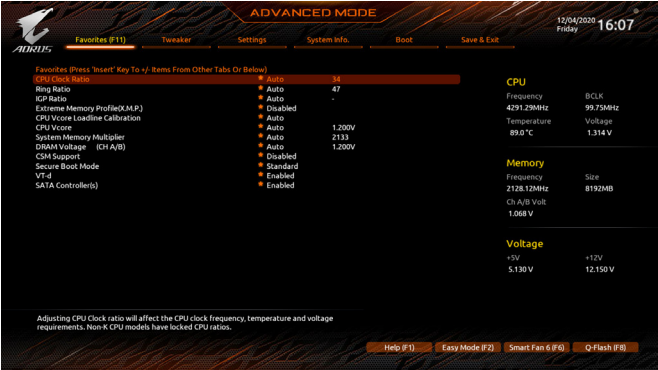 ADVANCED MODE
12/04/2020 16:07
Friday
AORUS
Favorites (F11) Tweaker Settings System Info. Boot Save & Exit
Favorites (Press 'Insert' Key To +/- Items From Other Tabs Or Below)
CPU Clock Ratio Auto 34
Ring Ratio Auto 47
IGP Ratio Auto -
Extreme Memory Profile(X.M.P.) Disabled
CPU Vcore Loadline Calibration Auto
CPU Vcore Auto 1.200V
System Memory Multiplier Auto 2133
DRAM Voltage (CH A/B) Auto 1.200V
CSM Support Disabled
Secure Boot Mode Standard
VT-d Enabled
SATA Controller(s) Enabled
CPU
Frequency BCLK
4291.29MHz 99.75MHz
Temperature Voltage
89.0 °C 1.314 V
Memory
Frequency Size
2128.12MHz 8192MB
Ch A/B Volt
1.068 V
Voltage
+5V +12V
5.130 V 12.150 V
Adjusting CPU Clock ratio will affect the CPU clock frequency, temperature and voltage
requirements. Non-K CPU models have locked CPU ratios.
Help (F1) Easy Mode (F2) Smart Fan 6 (F6) Q-Flash (F8)